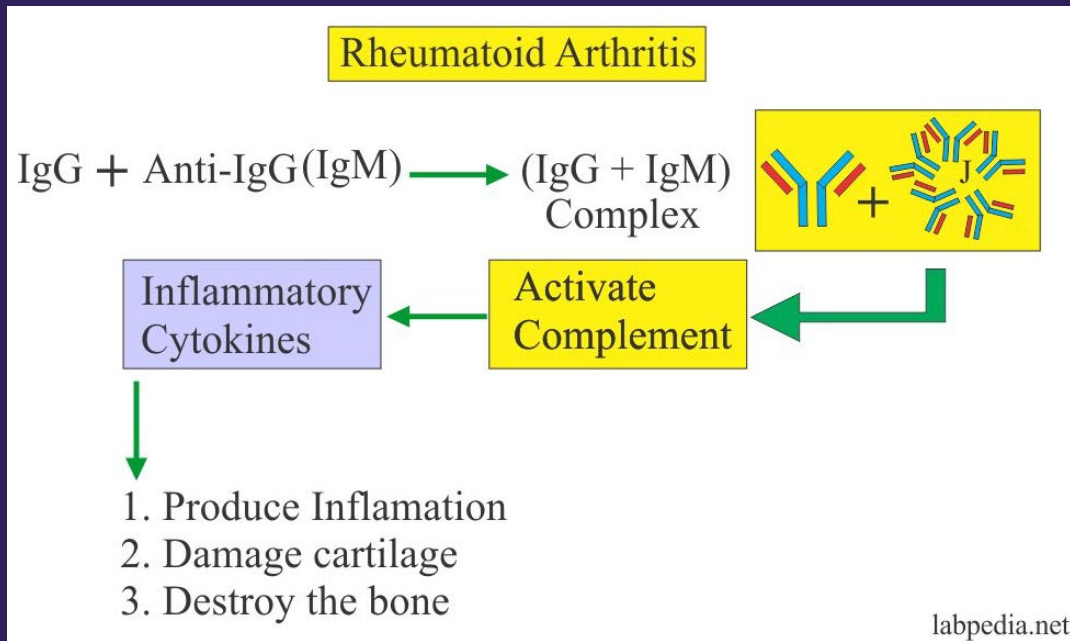 Rheumatoid Arthritis
IgG + Anti-IgG (IgM) (IgG + IgM)
Complex
+
J
Inflammatory
Cytokines
Activate
Complement
1. Produce Inflamation
2. Damage cartilage
3. Destroy the bone
labpedia.net